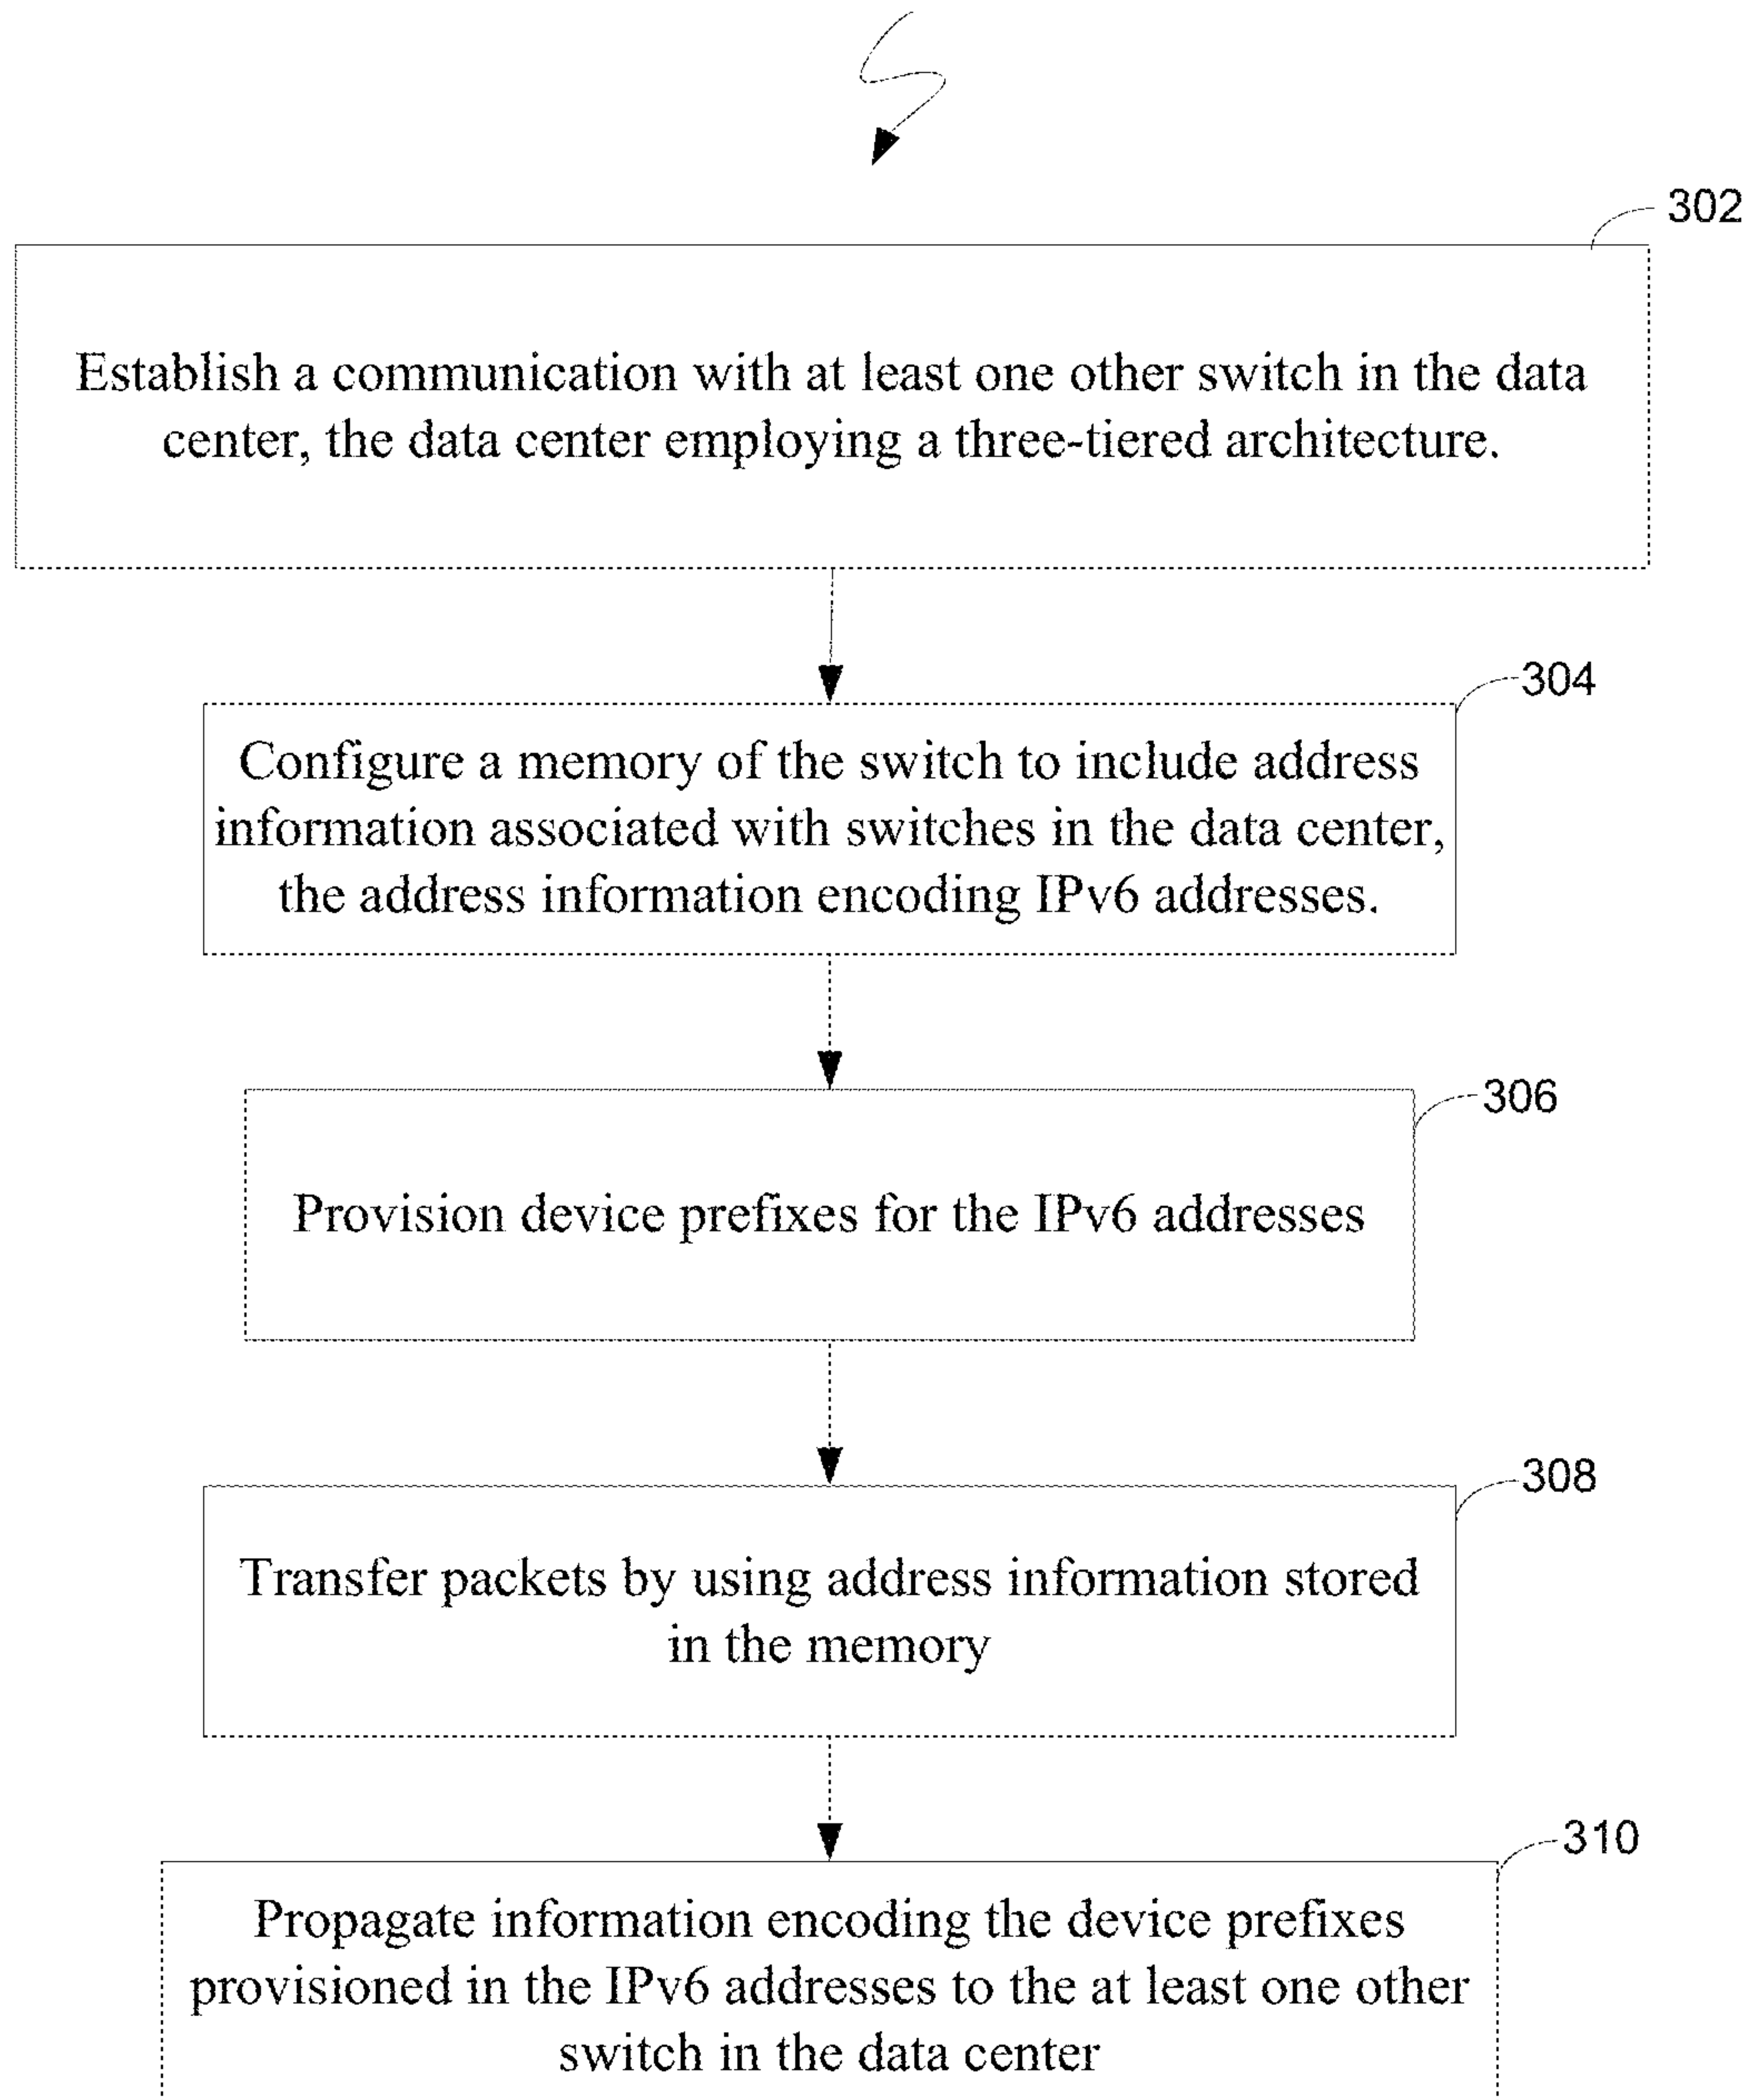 302
Establish a communication with at least one other switch in the data
center, the data center employing a three-tiered architecture.
304
Configure a memory of the switch to include address
information associated with switches in the data center,
the address information encoding IPv6 addresses.
306
Provision device prefixes for the IPv6 addresses
308
Transfer packets by using address information stored
in the memory
310
Propagate information encoding the device prefixes
provisioned in the IPv6 addresses to the at least one other
switch in the data center